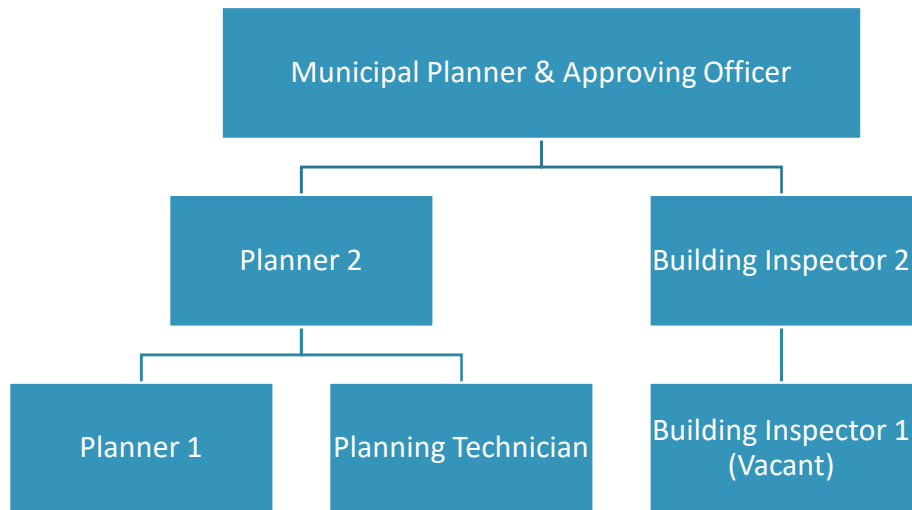 Municipal Planner & Approving Officer
Planner 2
Building Inspector 2
Planner 1
Planning Technician
Building Inspector 1
(Vacant)